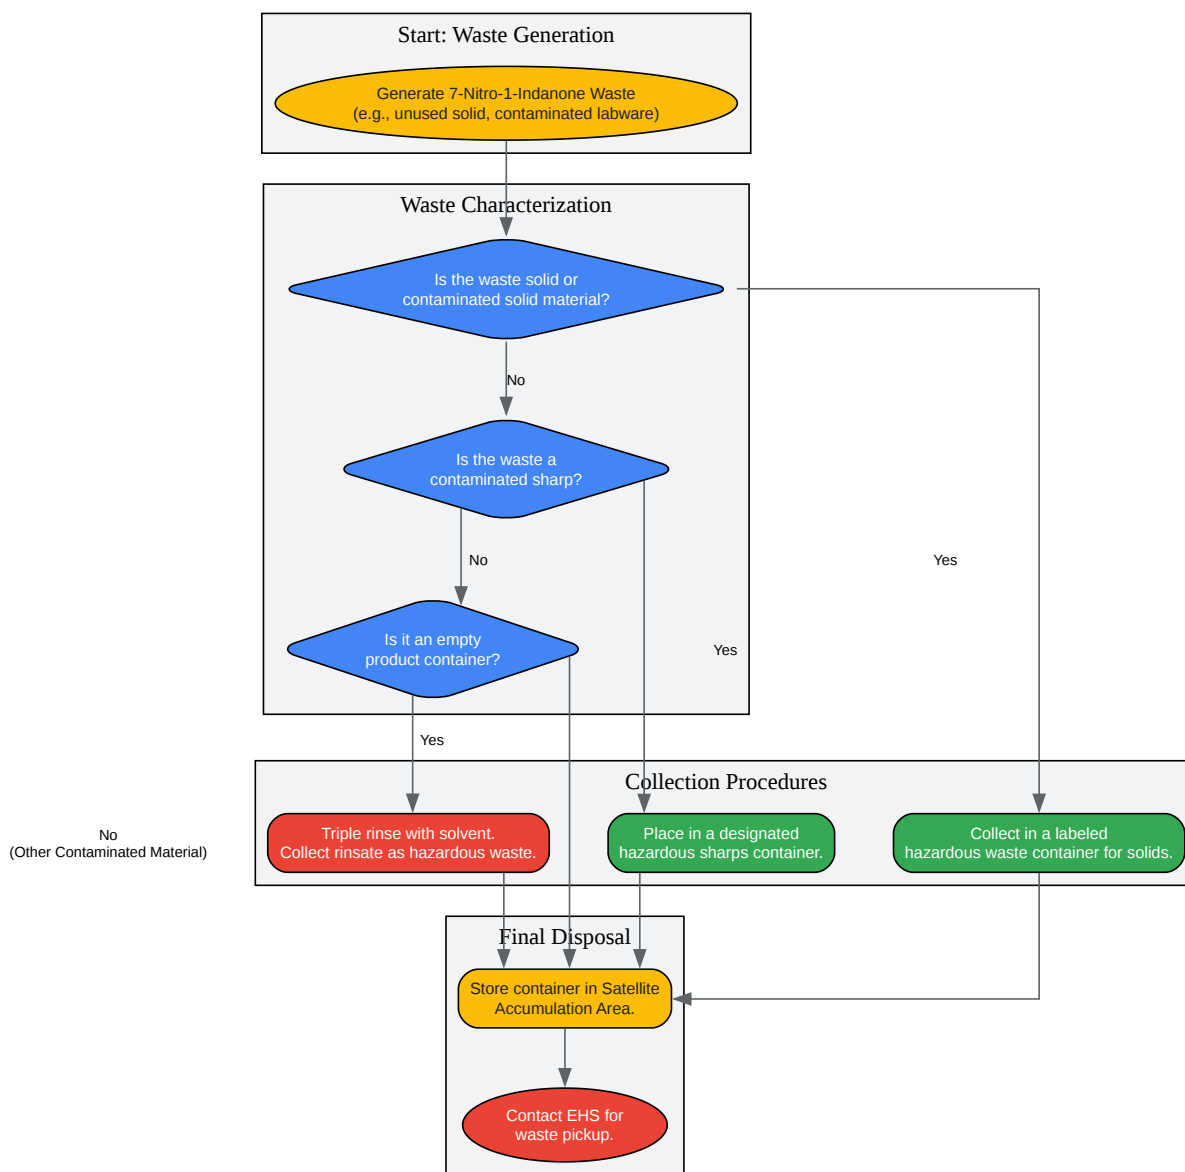 Start: Waste Generation
Generate 7-Nitro-1-Indanone Waste
(e.g., unused solid, contaminated labware)
Waste Characterization
Is the waste solid or
contaminated solid material?
No
Is the waste a
contaminated sharp?
No
Yes
Is it an empty
product container?
Yes
Yes
Collection Procedures
No
(Other Contaminated Material)
Triple rinse with solvent.
Collect rinsate as hazardous waste.
Place in a designated
hazardous sharps container.
Collect in a labeled
hazardous waste container for solids.
Final Disposal
Store container in Satellite
Accumulation Area.
Contact EHS for
waste pickup.